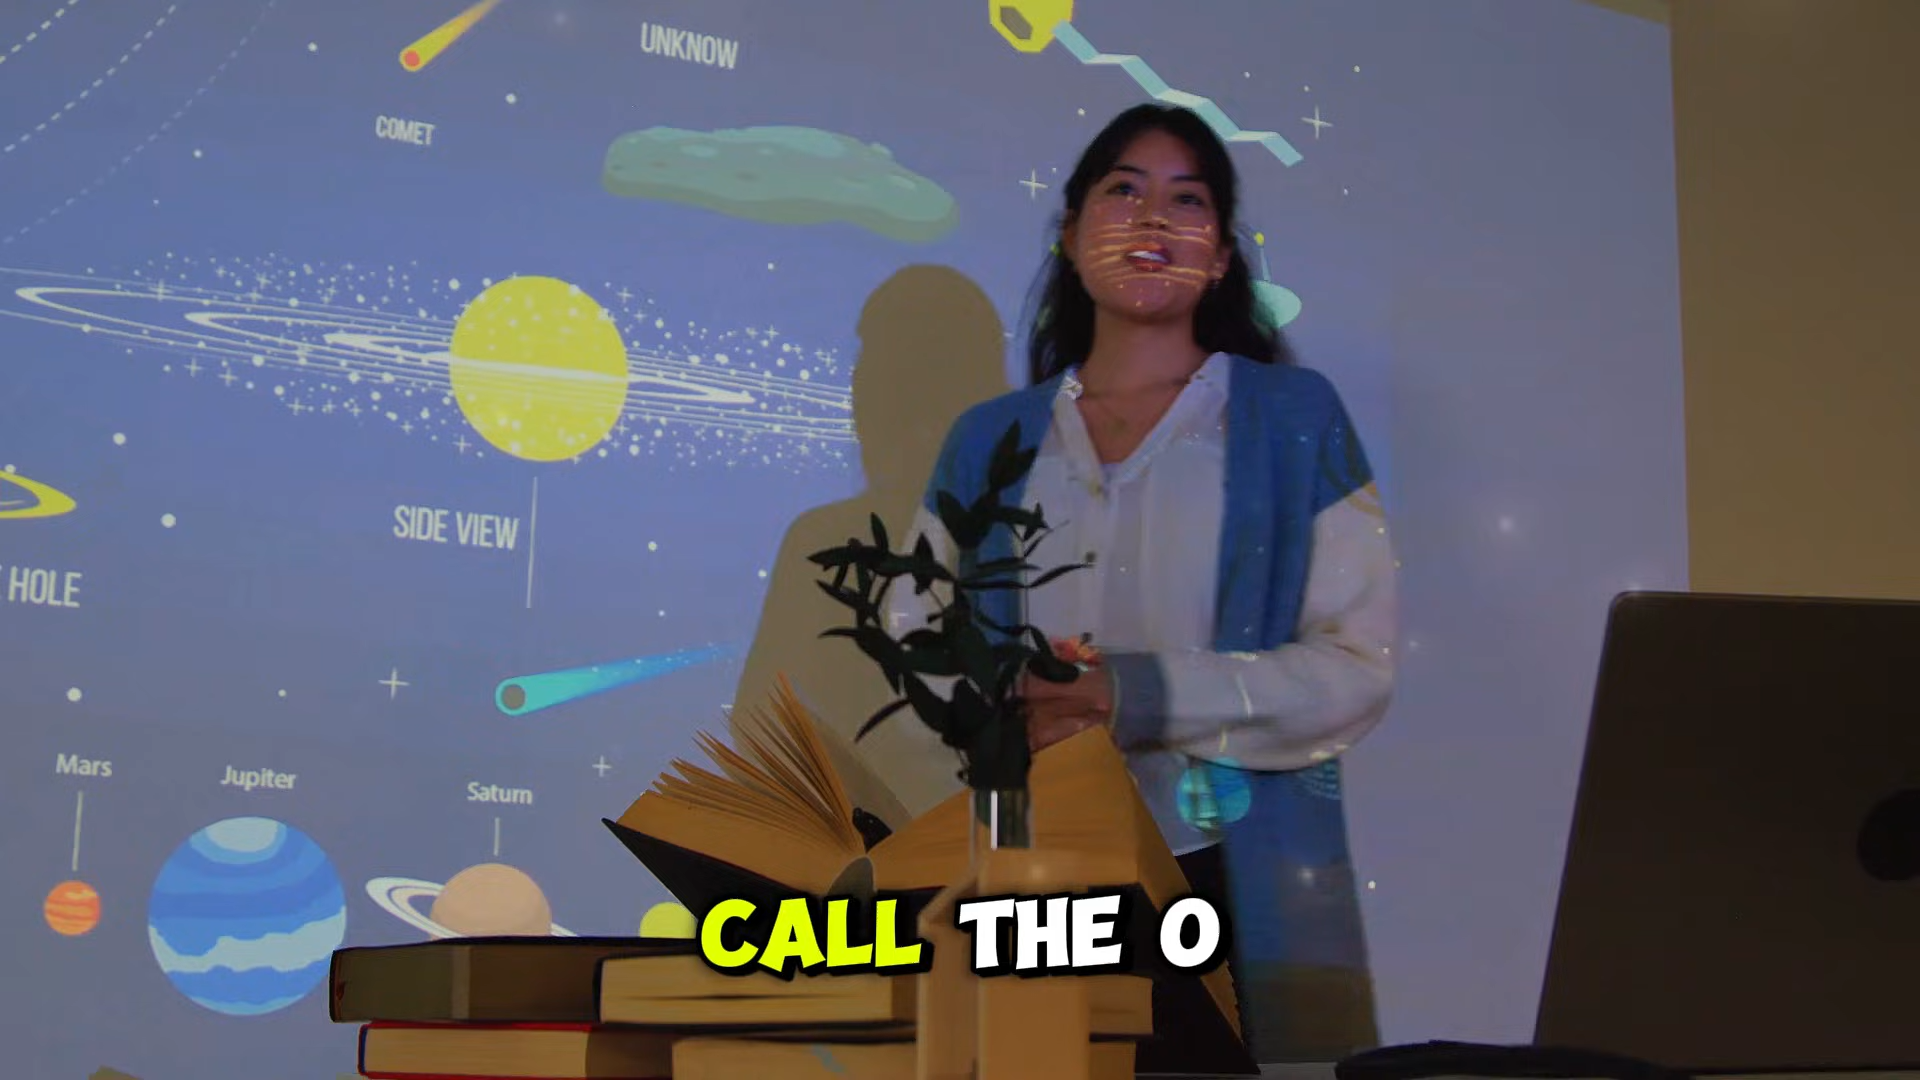 UNKNOW
COMET
SIDE VIEW
HOLE
Mars
Jupiter
Saturn
CALL THE O